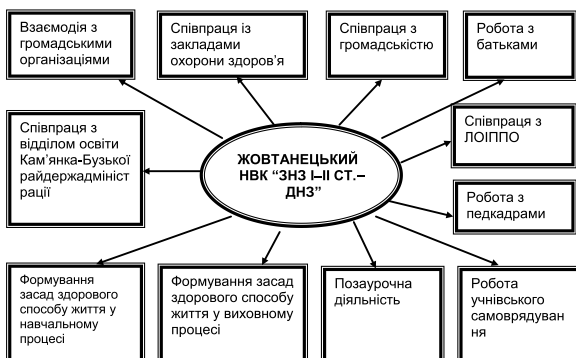 Взаємодія з
громадськими
організаціями
Співпраця із
закладами
охорони здоров'я
Співпраця з
громадськістю
Робота з
батьками
Співпраця з
відділом освіти
Кам'янка-Бузької
райдержадмініст
рації
ЖОВТАНЕЦЬКИЙ
НВК “ЗНЗ І–ІІ СТ.–
ДНЗ”
Співпраця з
ЛОІППО
Робота з
педкадрами
Формування
засад здорового
способу життя у
навчальному
процесі
Формування засад
здорового способу
життя у виховному
процесі
Позаурочна
діяльність
Робота
учнівського
самоврядуван
ня